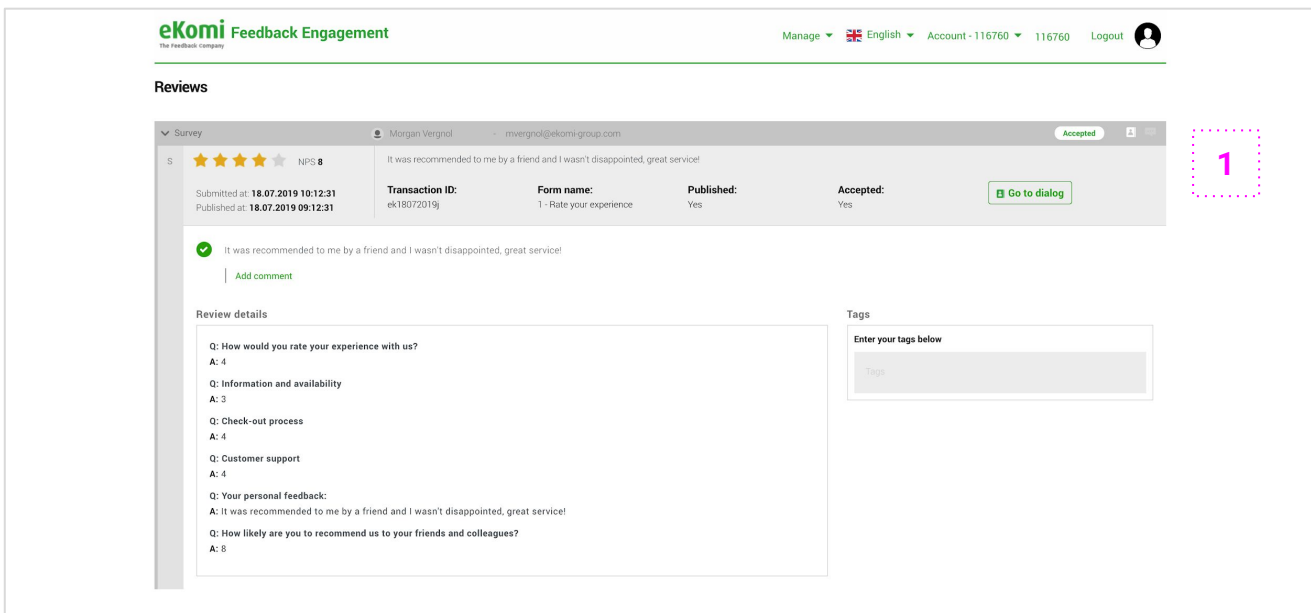 eKomi Feedback Engagement
The Feedback Company
Manage English Account - 116760 116760 Logout
Reviews
Survey Morgan Vergnol - mvergnol@ekomi-group.com Accepted
S NPS 8 It was recommended to me by a friend and I wasn't disappointed, great service!
1
Submitted at: 18.07.2019 10:12:31
Published at: 18.07.2019 09:12:31
Transaction ID: Form name: Published: Accepted:
ek18072019j 1 - Rate your experience Yes Yes
Go to dialog
It was recommended to me by a friend and I wasn't disappointed, great service!
Add comment
Review details
Q: How would you rate your experience with us?
A: 4
Q: Information and availability
A: 3
Q: Check-out process
A: 4
Q: Customer support
A: 4
Q: Your personal feedback:
A: It was recommended to me by a friend and I wasn't disappointed, great service!
Q: How likely are you to recommend us to your friends and colleagues?
A: 8
Tags
Enter your tags below
Tags